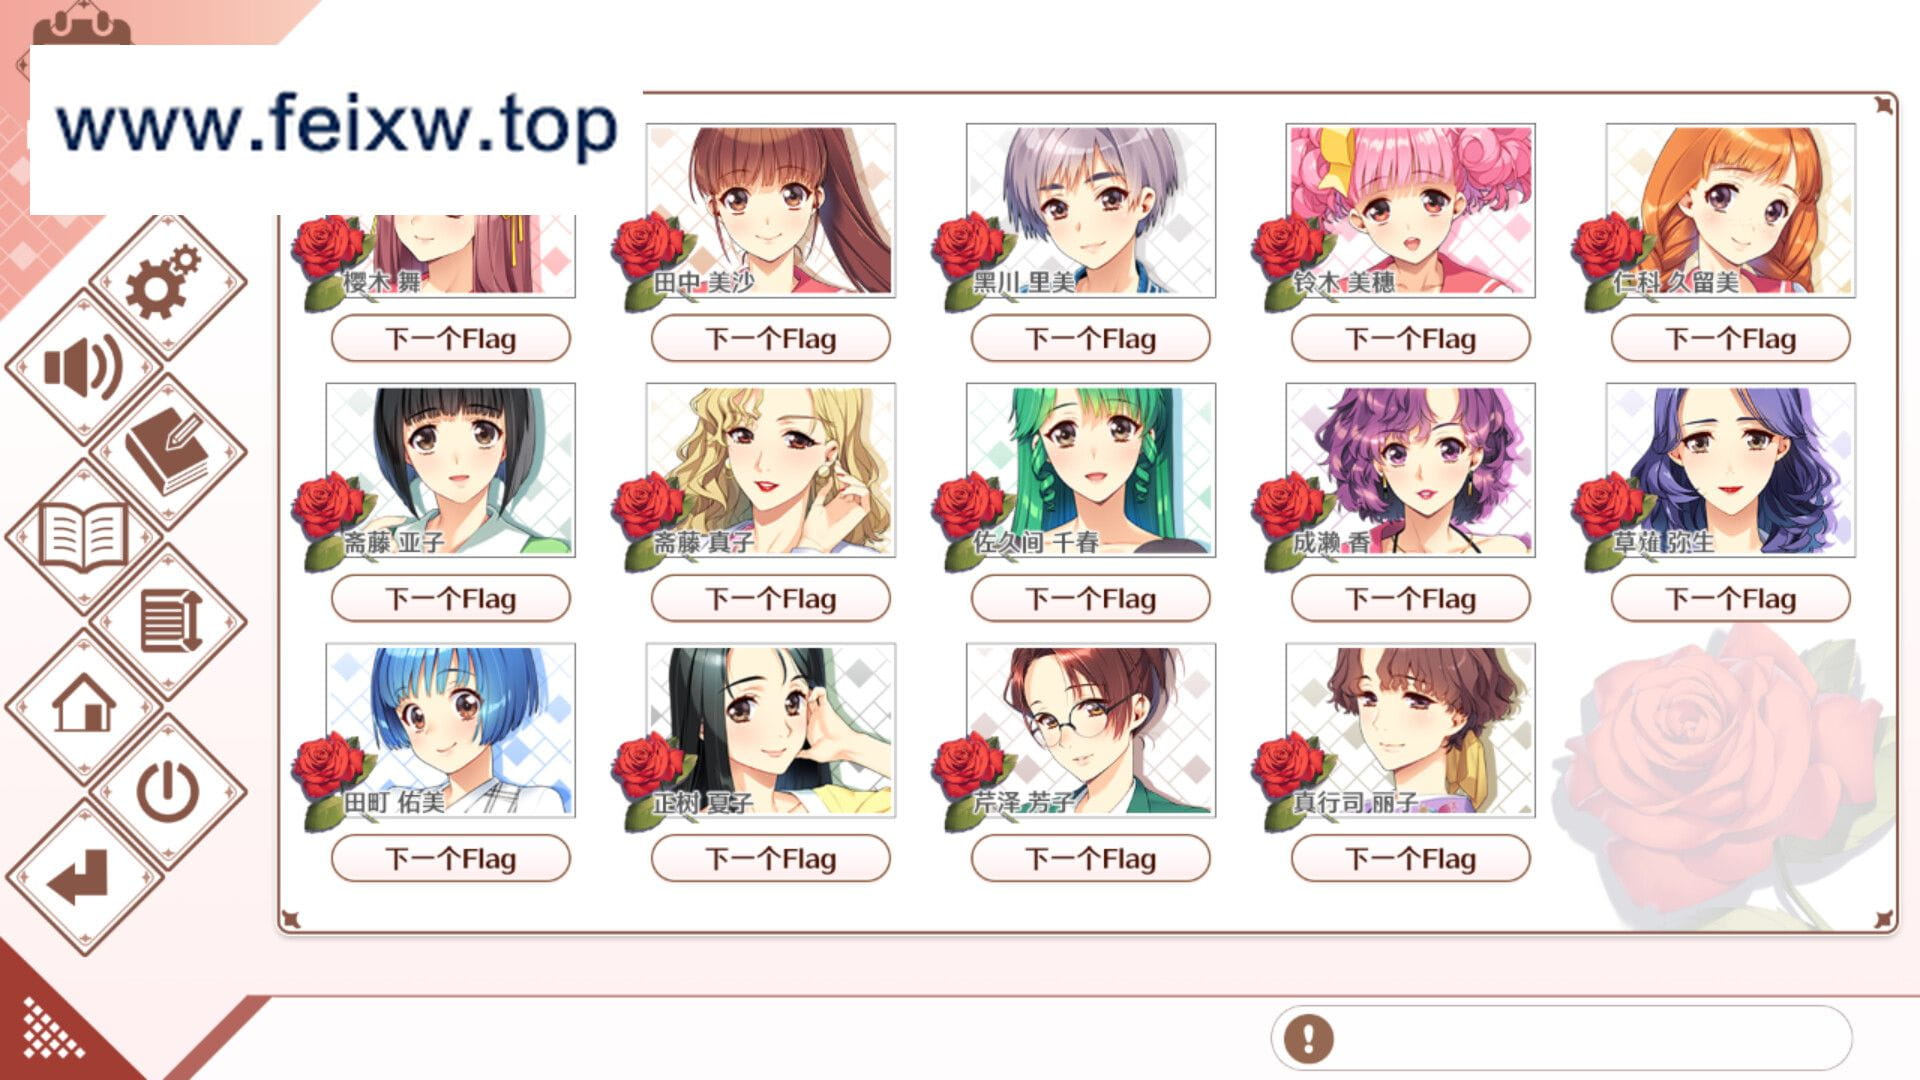 www.feixw.top
樱木 舞
田中 美沙
黑川 里美
铃木 美穗
仁科 久留美
下一个Flag
下一个Flag
下一个Flag
下一个Flag
下一个Flag
斋藤 亚子
斋藤 真子
佐久间 千春
成濑 香
草薙 弥生
下一个Flag
下一个Flag
下一个Flag
下一个Flag
下一个Flag
田町 佑美
正树 夏子
芹泽 芳子
真行司 丽子
下一个Flag
下一个Flag
下一个Flag
下一个Flag